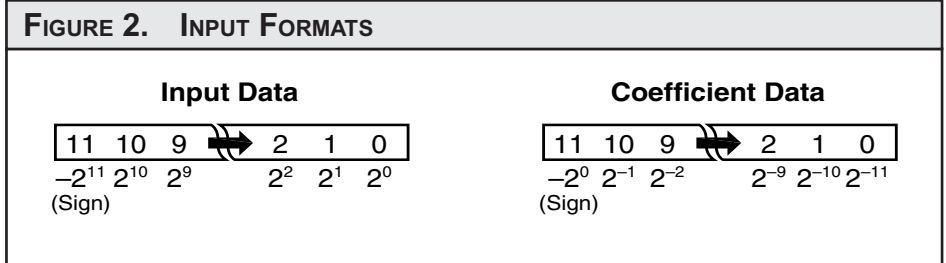 FIGURE 2. INPUT FORMATS
Input Data
11 10 9 2 1 0
–2¹¹ 2¹⁰ 2⁹ 2² 2¹ 2⁰
(Sign)
Coefficient Data
11 10 9 2 1 0
–2⁰ 2⁻¹ 2⁻² 2⁻⁹ 2⁻¹⁰ 2⁻¹¹
(Sign)